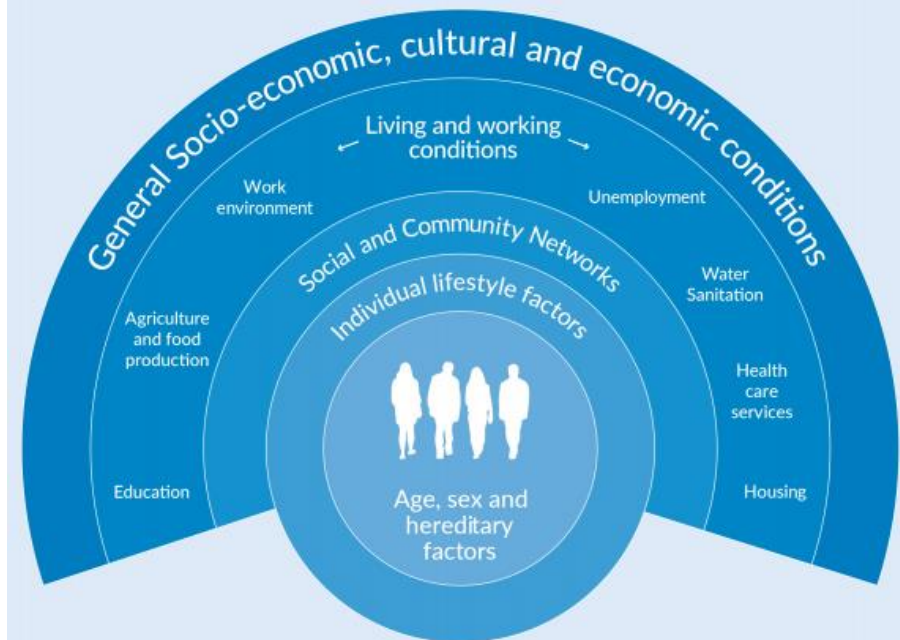 General Socio-economic, cultural and economic conditions
Living and working
conditions
Work
environment
Unemployment
Social and Community Networks
Water
Sanitation
Individual lifestyle factors
Agriculture
and food
production
Health
care
services
Education
Housing
Age, sex and
hereditary
factors